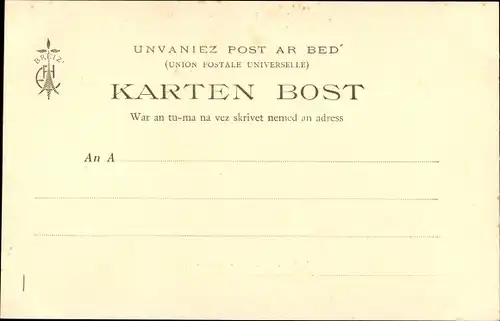 BREIZ
UNVANIEZ POST AR BED
(UNION POSTALE UNIVERSELLE)
KARTEN BOST
War an tu-ma na vez skrivet nemed an adress
An A